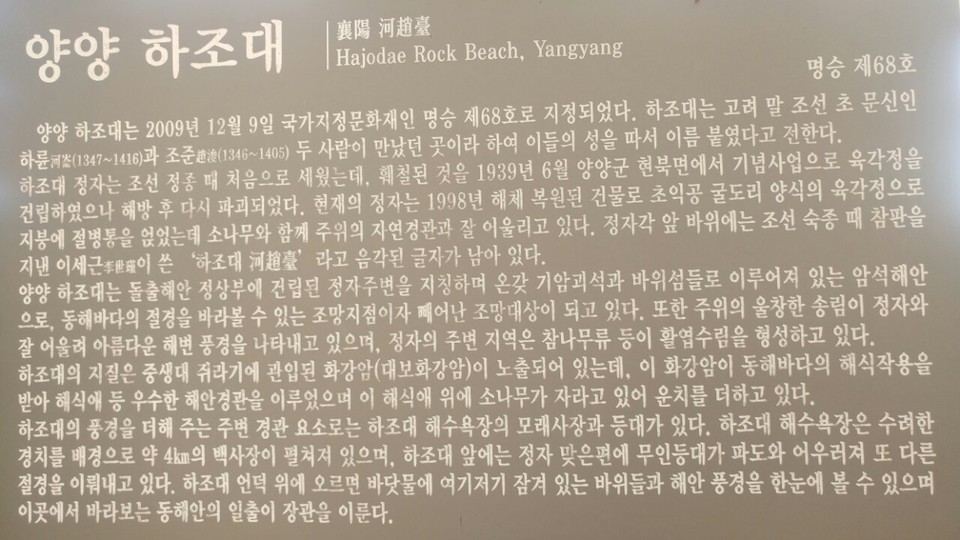 양양 하조대
襄陽 河趙臺
Hajodae Rock Beach, Yangyang
명승 제68호
양양 하조대는 2009년 12월 9일 국가지정문화재인 명승 제68호로 지정되었다. 하조대는 고려 말 조선 초 문신인
하륜河崙(1347~1416)과 조준趙浚(1346~1405) 두 사람이 만났던 곳이라 하여 이들의 성을 따서 이름 붙였다고 전한다.
하조대 정자는 조선 정종 때 처음으로 세웠는데, 훼철된 것을 1939년 6월 양양군 현북면에서 기념사업으로 육각정을
건립하였으나 해방 후 다시 파괴되었다. 현재의 정자는 1998년 해체 복원된 건물로 초익공 굴도리 양식의 육각정으로
지붕에 절병통을 얹었는데 소나무와 함께 주위의 자연경관과 잘 어울리고 있다. 정자각 앞 바위에는 조선 숙종 때 참판을
지낸 이세근李世瑾이 쓴 ‘하조대 河趙臺’ 라고 음각된 글자가 남아 있다.
양양 하조대는 돌출해안 정상부에 건립된 정자주변을 지칭하며 온갖 기암괴석과 바위섬들로 이루어져 있는 암석해안
으로, 동해바다의 절경을 바라볼 수 있는 조망지점이자 빼어난 조망대상이 되고 있다. 또한 주위의 울창한 송림이 정자와
잘 어울려 아름다운 해변 풍경을 나타내고 있으며, 정자의 주변 지역은 참나무류 등이 활엽수림을 형성하고 있다.
하조대의 지질은 중생대 쥐라기에 관입된 화강암(대보화강암)이 노출되어 있는데, 이 화강암이 동해바다의 해식작용을
받아 해식애 등 우수한 해안경관을 이루었으며 이 해식애 위에 소나무가 자라고 있어 운치를 더하고 있다.
하조대의 풍경을 더해 주는 주변 경관 요소로는 하조대 해수욕장의 모래사장과 등대가 있다. 하조대 해수욕장은 수려한
경치를 배경으로 약 4㎞의 백사장이 펼쳐져 있으며, 하조대 앞에는 정자 맞은편에 무인등대가 파도와 어우러져 또 다른
절경을 이뤄내고 있다. 하조대 언덕 위에 오르면 바닷물에 여기저기 잠겨 있는 바위들과 해안 풍경을 한눈에 볼 수 있으며
이곳에서 바라보는 동해안의 일출이 장관을 이룬다.